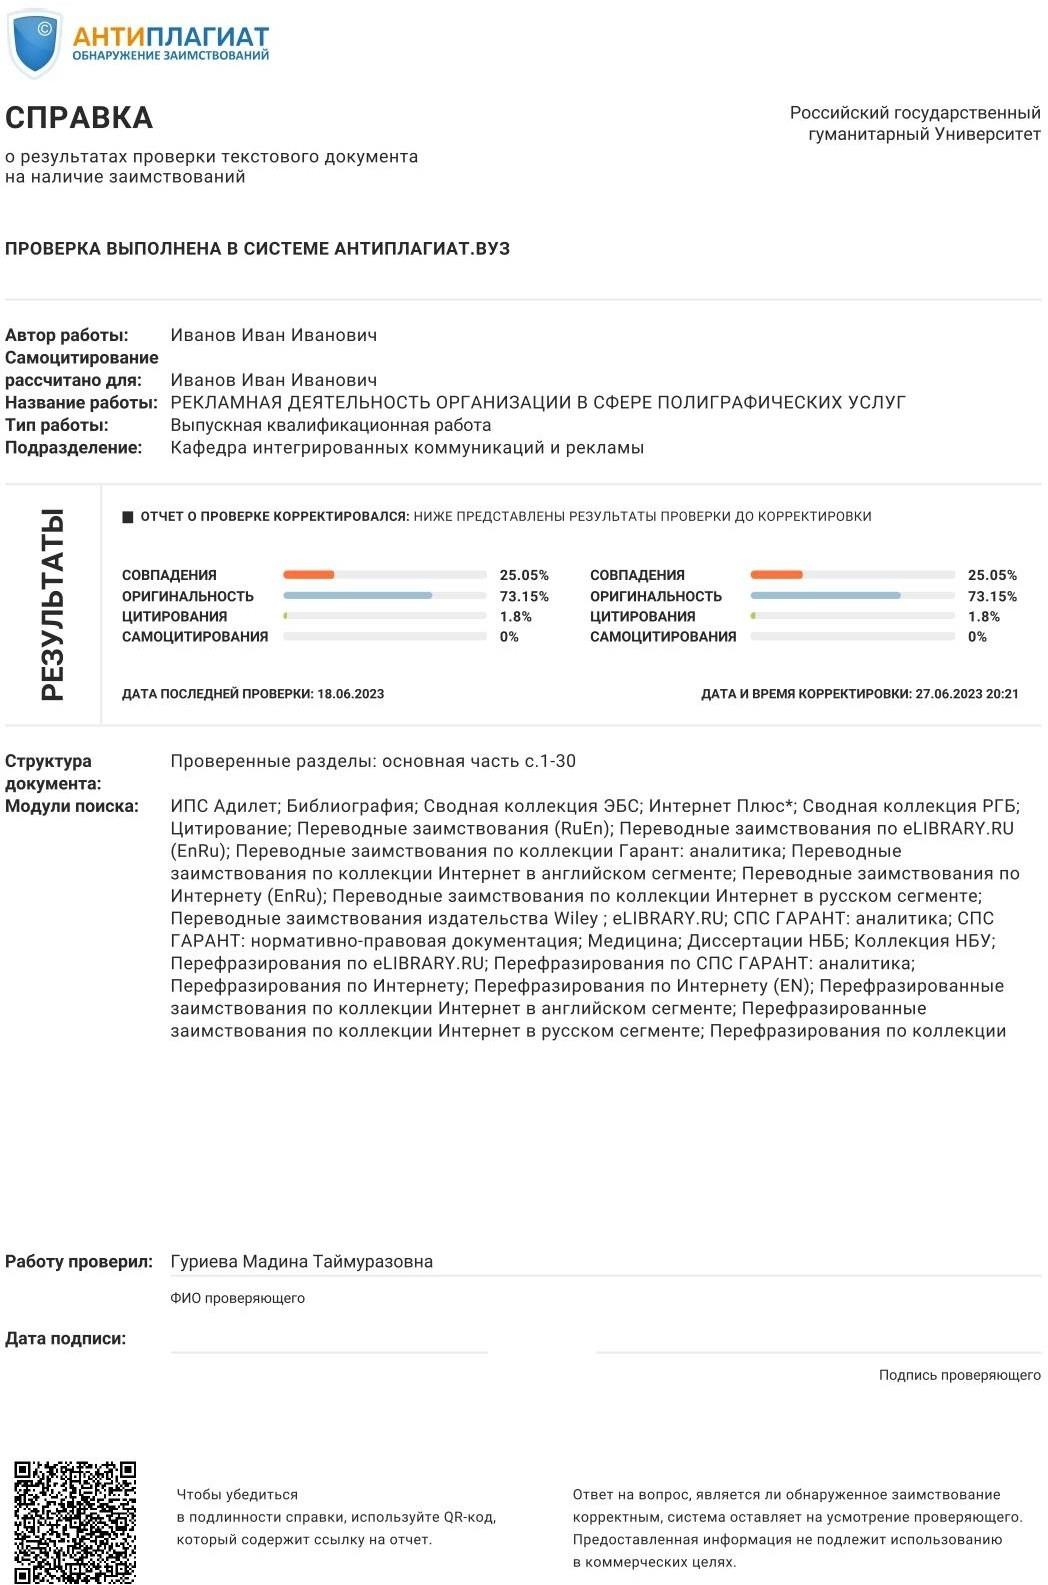 ©
АНТИПЛАГИАТ
ОБНАРУЖЕНИЕ ЗАИМСТВОВАНИЙ
СПРАВКА
о результатах проверки текстового документа
на наличие заимствований
Российский государственный
гуманитарный Университет
ПРОВЕРКА ВЫПОЛНЕНА В СИСТЕМЕ АНТИПЛАГИАТ.ВУЗ
Автор работы: Иванов Иван Иванович
Самоцитирование
рассчитано для: Иванов Иван Иванович
Название работы: РЕКЛАМНАЯ ДЕЯТЕЛЬНОСТЬ ОРГАНИЗАЦИИ В СФЕРЕ ПОЛИГРАФИЧЕСКИХ УСЛУГ
Тип работы: Выпускная квалификационная работа
Подразделение: Кафедра интегрированных коммуникаций и рекламы
РЕЗУЛЬТАТЫ
ОТЧЕТ О ПРОВЕРКЕ КОРРЕКТИРОВАЛСЯ: НИЖЕ ПРЕДСТАВЛЕНЫ РЕЗУЛЬТАТЫ ПРОВЕРКИ ДО КОРРЕКТИРОВКИ
СОВПАДЕНИЯ 25.05%
ОРИГИНАЛЬНОСТЬ 73.15%
ЦИТИРОВАНИЯ 1.8%
САМОЦИТИРОВАНИЯ 0%
СОВПАДЕНИЯ 25.05%
ОРИГИНАЛЬНОСТЬ 73.15%
ЦИТИРОВАНИЯ 1.8%
САМОЦИТИРОВАНИЯ 0%
ДАТА ПОСЛЕДНЕЙ ПРОВЕРКИ: 18.06.2023
ДАТА И ВРЕМЯ КОРРЕКТИРОВКИ: 27.06.2023 20:21
Структура Проверенные разделы: основная часть с.1-30
документа:
Модули поиска: ИПС Адилет; Библиография; Сводная коллекция ЭБС; Интернет Плюс*; Сводная коллекция РГБ;
Цитирование; Переводные заимствования (RuEn); Переводные заимствования по eLIBRARY.RU
(EnRu); Переводные заимствования по коллекции Гарант: аналитика; Переводные
заимствования по коллекции Интернет в английском сегменте; Переводные заимствования по
Интернету (EnRu); Переводные заимствования по коллекции Интернет в русском сегменте;
Переводные заимствования издательства Wiley ; eLIBRARY.RU; СПС ГАРАНТ: аналитика; СПС
ГАРАНТ: нормативно-правовая документация; Медицина; Диссертации НББ; Коллекция НБУ;
Перефразирования по eLIBRARY.RU; Перефразирования по СПС ГАРАНТ: аналитика;
Перефразирования по Интернету; Перефразирования по Интернету (EN); Перефразированные
заимствования по коллекции Интернет в английском сегменте; Перефразированные
заимствования по коллекции Интернет в русском сегменте; Перефразирования по коллекции
Работу проверил: Гуриева Мадина Таймуразовна
ФИО проверяющего
Дата подписи:
Подпись проверяющего
Чтобы убедиться
в подлинности справки, используйте QR-код,
который содержит ссылку на отчет.
Ответ на вопрос, является ли обнаруженное заимствование
корректным, система оставляет на усмотрение проверяющего.
Предоставленная информация не подлежит использованию
в коммерческих целях.